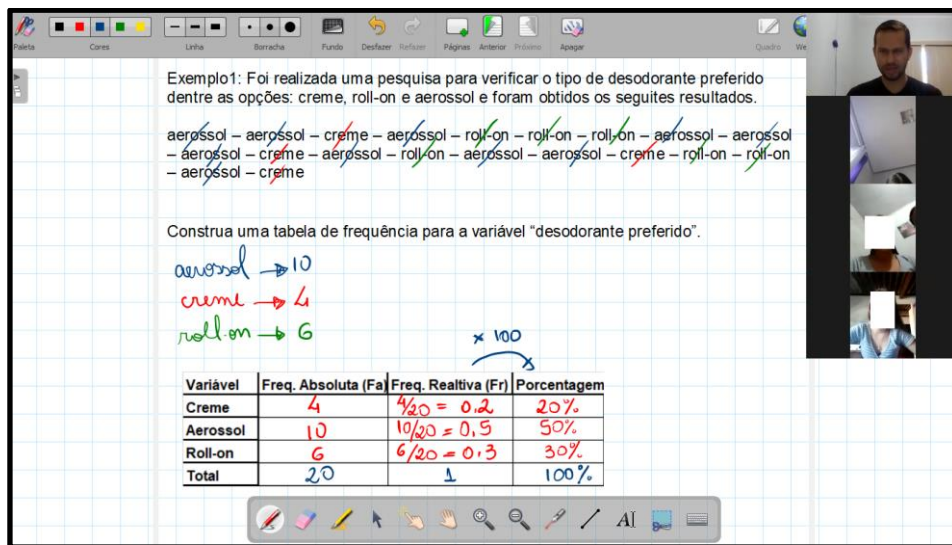 Paleta
Cores
Linha
Borracha
Fundo
Desfazer
Refazer
Páginas
Anterior
Próximo
Apagar
Quadro
We
Exemplo1: Foi realizada uma pesquisa para verificar o tipo de desodorante preferido
dentre as opções: creme, roll-on e aerossol e foram obtidos os seguites resultados.
aerossol – aerossol – creme – aerossol – roll-on – roll-on – roll-on – aerossol – aerossol
– aerossol – creme – aerossol – roll-on – aerossol – aerossol – creme – roll-on – roll-on
– aerossol – creme
Construa uma tabela de frequência para a variável “desodorante preferido”.
aerossol → 10
creme → 4
roll-on → 6
x 100
Variável Freq. Absoluta (Fa) Freq. Realtiva (Fr) Porcentagem
Creme 4 4/20 = 0,2 20%
Aerossol 10 10/20 = 0,5 50%
Roll-on 6 6/20 = 0,3 30%
Total 20 1 100%
AI